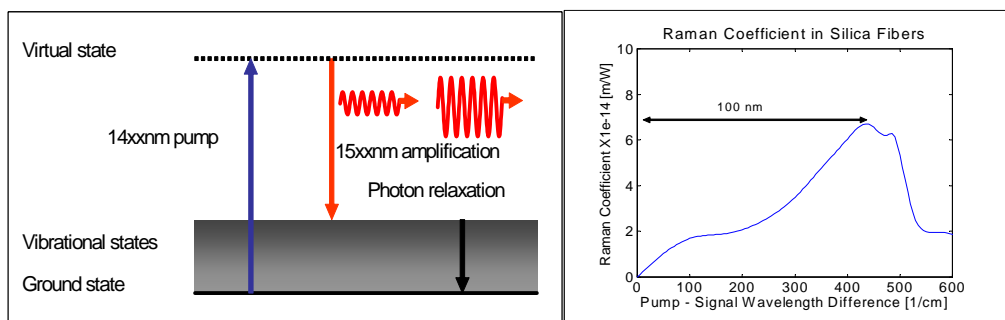 Virtual state
14xxnm pump
15xxnm amplification
Photon relaxation
Vibrational states
Ground state
Raman Coefficient in Silica Fibers
Raman Coefficient X1e-14 [m/W]
10
8
6
4
2
0
100 nm
0 100 200 300 400 500 600
Pump - Signal Wavelength Difference [1/cm]